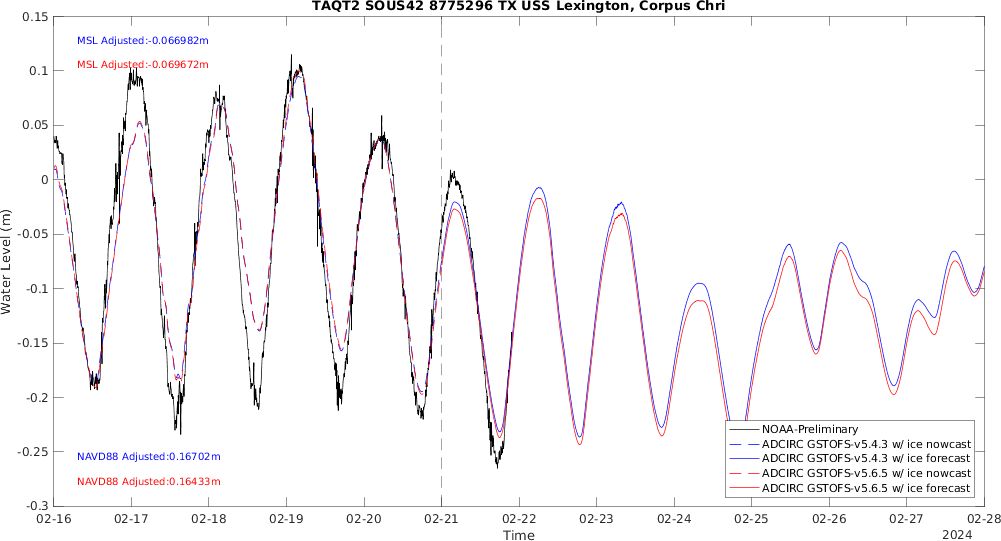 TAQT2 SOUS42 8775296 TX USS Lexington, Corpus Chri
0.15
0.1
0.05
0
-0.05
-0.1
-0.15
-0.2
-0.25
-0.3
Water Level (m)
MSL Adjusted:-0.066982m
MSL Adjusted:-0.069672m
NAVD88 Adjusted:0.16702m
NAVD88 Adjusted:0.16433m
NOAA-Preliminary
ADCIRC GSTOFS-v5.4.3 w/ ice nowcast
ADCIRC GSTOFS-v5.4.3 w/ ice forecast
ADCIRC GSTOFS-v5.6.5 w/ ice nowcast
ADCIRC GSTOFS-v5.6.5 w/ ice forecast
02-16 02-17 02-18 02-19 02-20 02-21 02-22 02-23 02-24 02-25 02-26 02-27 02-28
Time
2024